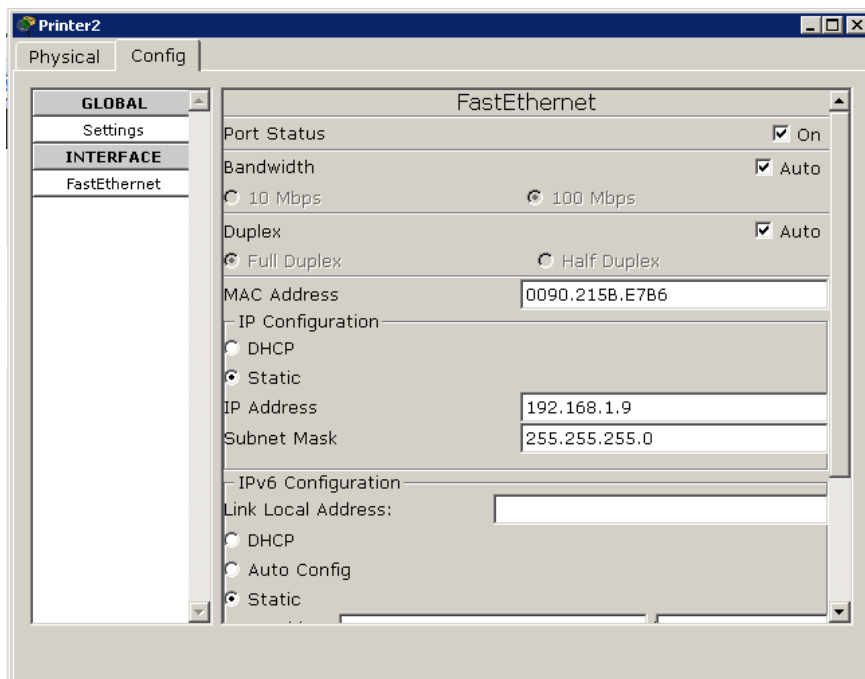 Printer2
Physical Config
GLOBAL
Settings
INTERFACE
FastEthernet
FastEthernet
Port Status On
Bandwidth Auto
10 Mbps 100 Mbps
Duplex Auto
Full Duplex Half Duplex
MAC Address 0090.215B.E7B6
IP Configuration
DHCP
Static
IP Address 192.168.1.9
Subnet Mask 255.255.255.0
IPv6 Configuration
Link Local Address:
DHCP
Auto Config
Static